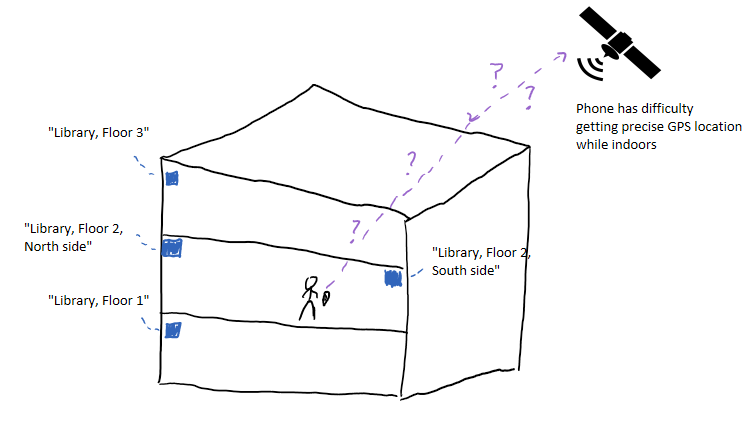 Phone has difficulty
getting precise GPS location
while indoors
?
?
?
?
"Library, Floor 3"
"Library, Floor 2,
North side"
"Library, Floor 2,
South side"
"Library, Floor 1"